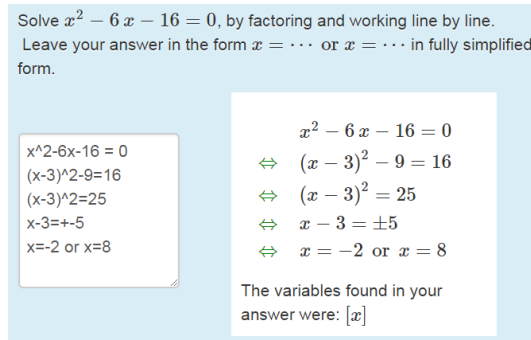 Solve x² − 6 x − 16 = 0, by factoring and working line by line.
Leave your answer in the form x = ⋯ or x = ⋯ in fully simplified
form.
x^2-6x-16 = 0
(x-3)^2-9=16
(x-3)^2=25
x-3=+-5
x=-2 or x=8
x² − 6 x − 16 = 0
⇔ (x − 3)² − 9 = 16
⇔ (x − 3)² = 25
⇔ x − 3 = ±5
⇔ x = −2 or x = 8
The variables found in your
answer were: [x]